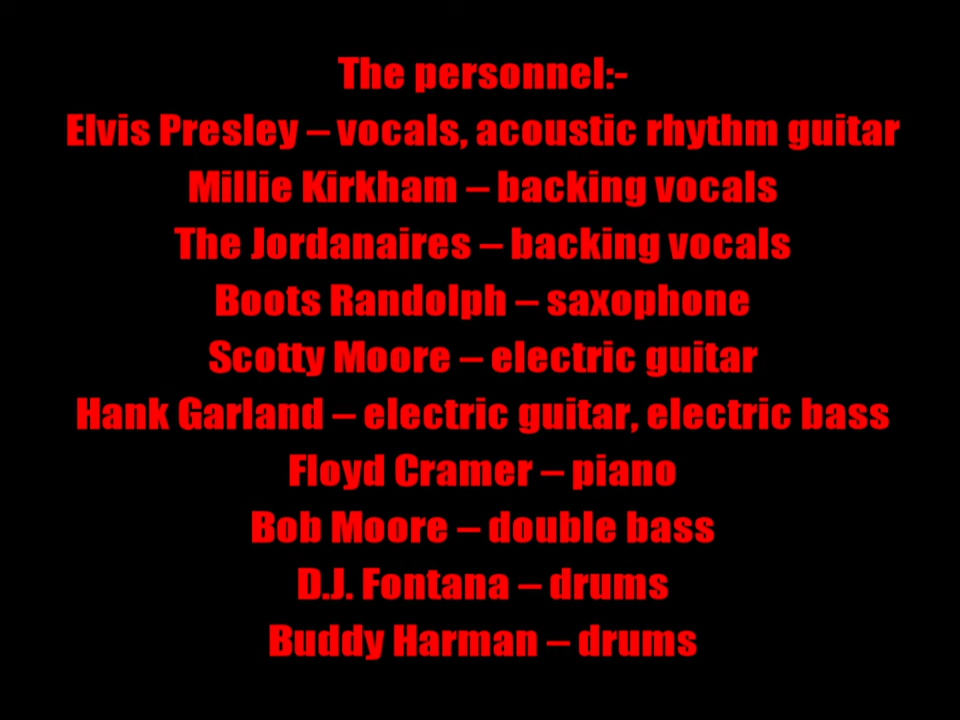 The personnel:-
Elvis Presley – vocals, acoustic rhythm guitar
Millie Kirkham – backing vocals
The Jordanaires – backing vocals
Boots Randolph – saxophone
Scotty Moore – electric guitar
Hank Garland – electric guitar, electric bass
Floyd Cramer – piano
Bob Moore – double bass
D.J. Fontana – drums
Buddy Harman – drums